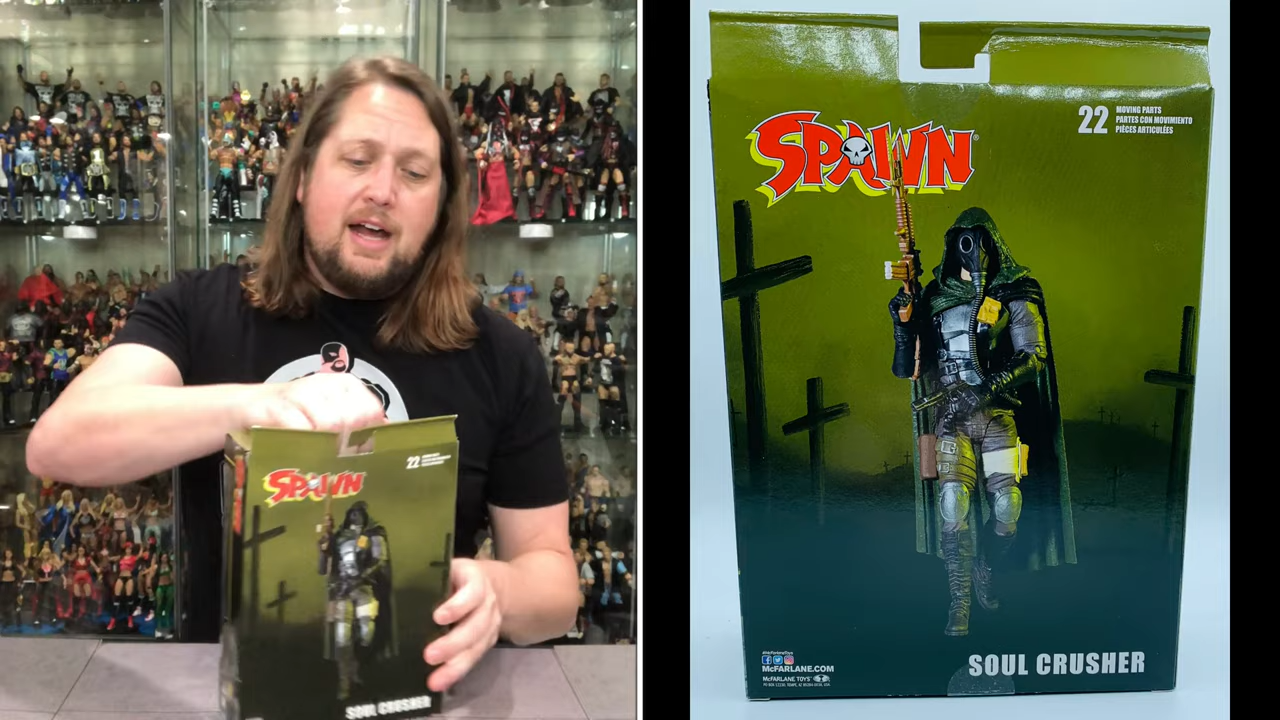 SPAWN
22
SOUL CRUSHER
SPAWN
22 MOVING PARTS
PARTES CON MOVIMIENTO
PIÈCES ARTICULÉES
#McFarlaneToys
McFARLANE.COM
McFARLANE TOYS
SOUL CRUSHER